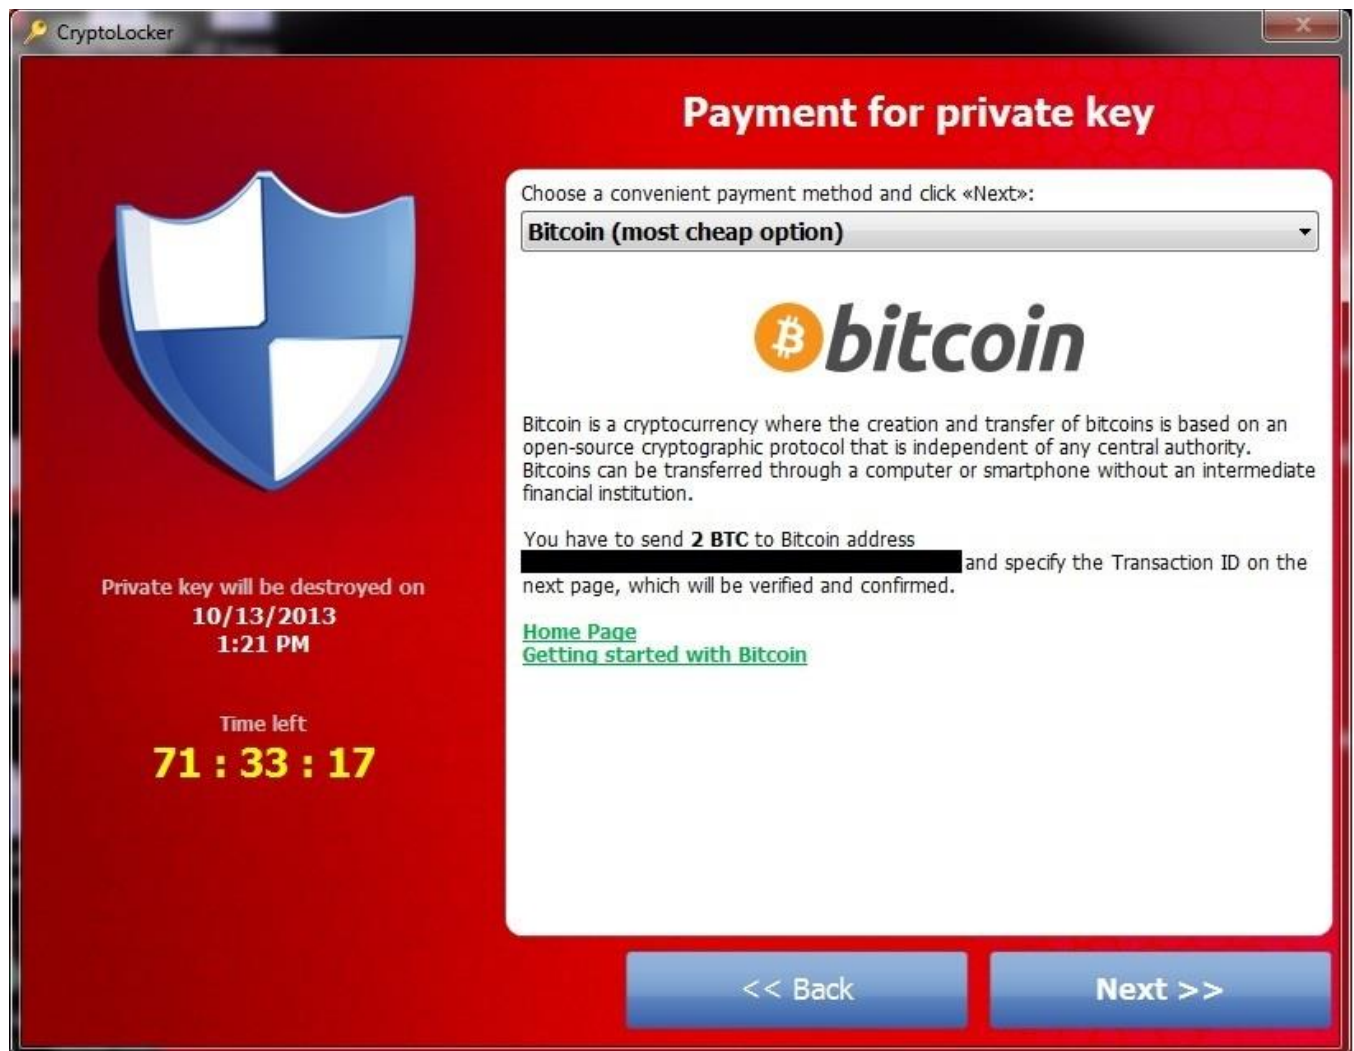 CryptoLocker
Payment for private key
Choose a convenient payment method and click «Next»:
Bitcoin (most cheap option)
bitcoin
Bitcoin is a cryptocurrency where the creation and transfer of bitcoins is based on an
open-source cryptographic protocol that is independent of any central authority.
Bitcoins can be transferred through a computer or smartphone without an intermediate
financial institution.
You have to send 2 BTC to Bitcoin address
and specify the Transaction ID on the
next page, which will be verified and confirmed.
Home Page
Getting started with Bitcoin
Private key will be destroyed on
10/13/2013
1:21 PM
Time left
71 : 33 : 17
<< Back
Next >>